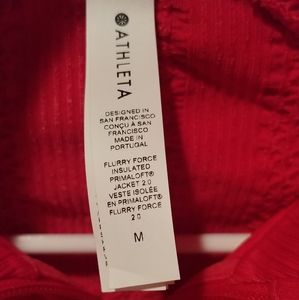 ATHLETA
DESIGNED IN
SAN FRANCISCO
CONÇU À SAN
FRANCISCO
MADE IN
PORTUGAL
FLURRY FORCE
INSULATED
PRIMALOFT®
JACKET 2.0
VESTE ISOLÉE
EN PRIMALOFT®
FLURRY FORCE
2.0
M